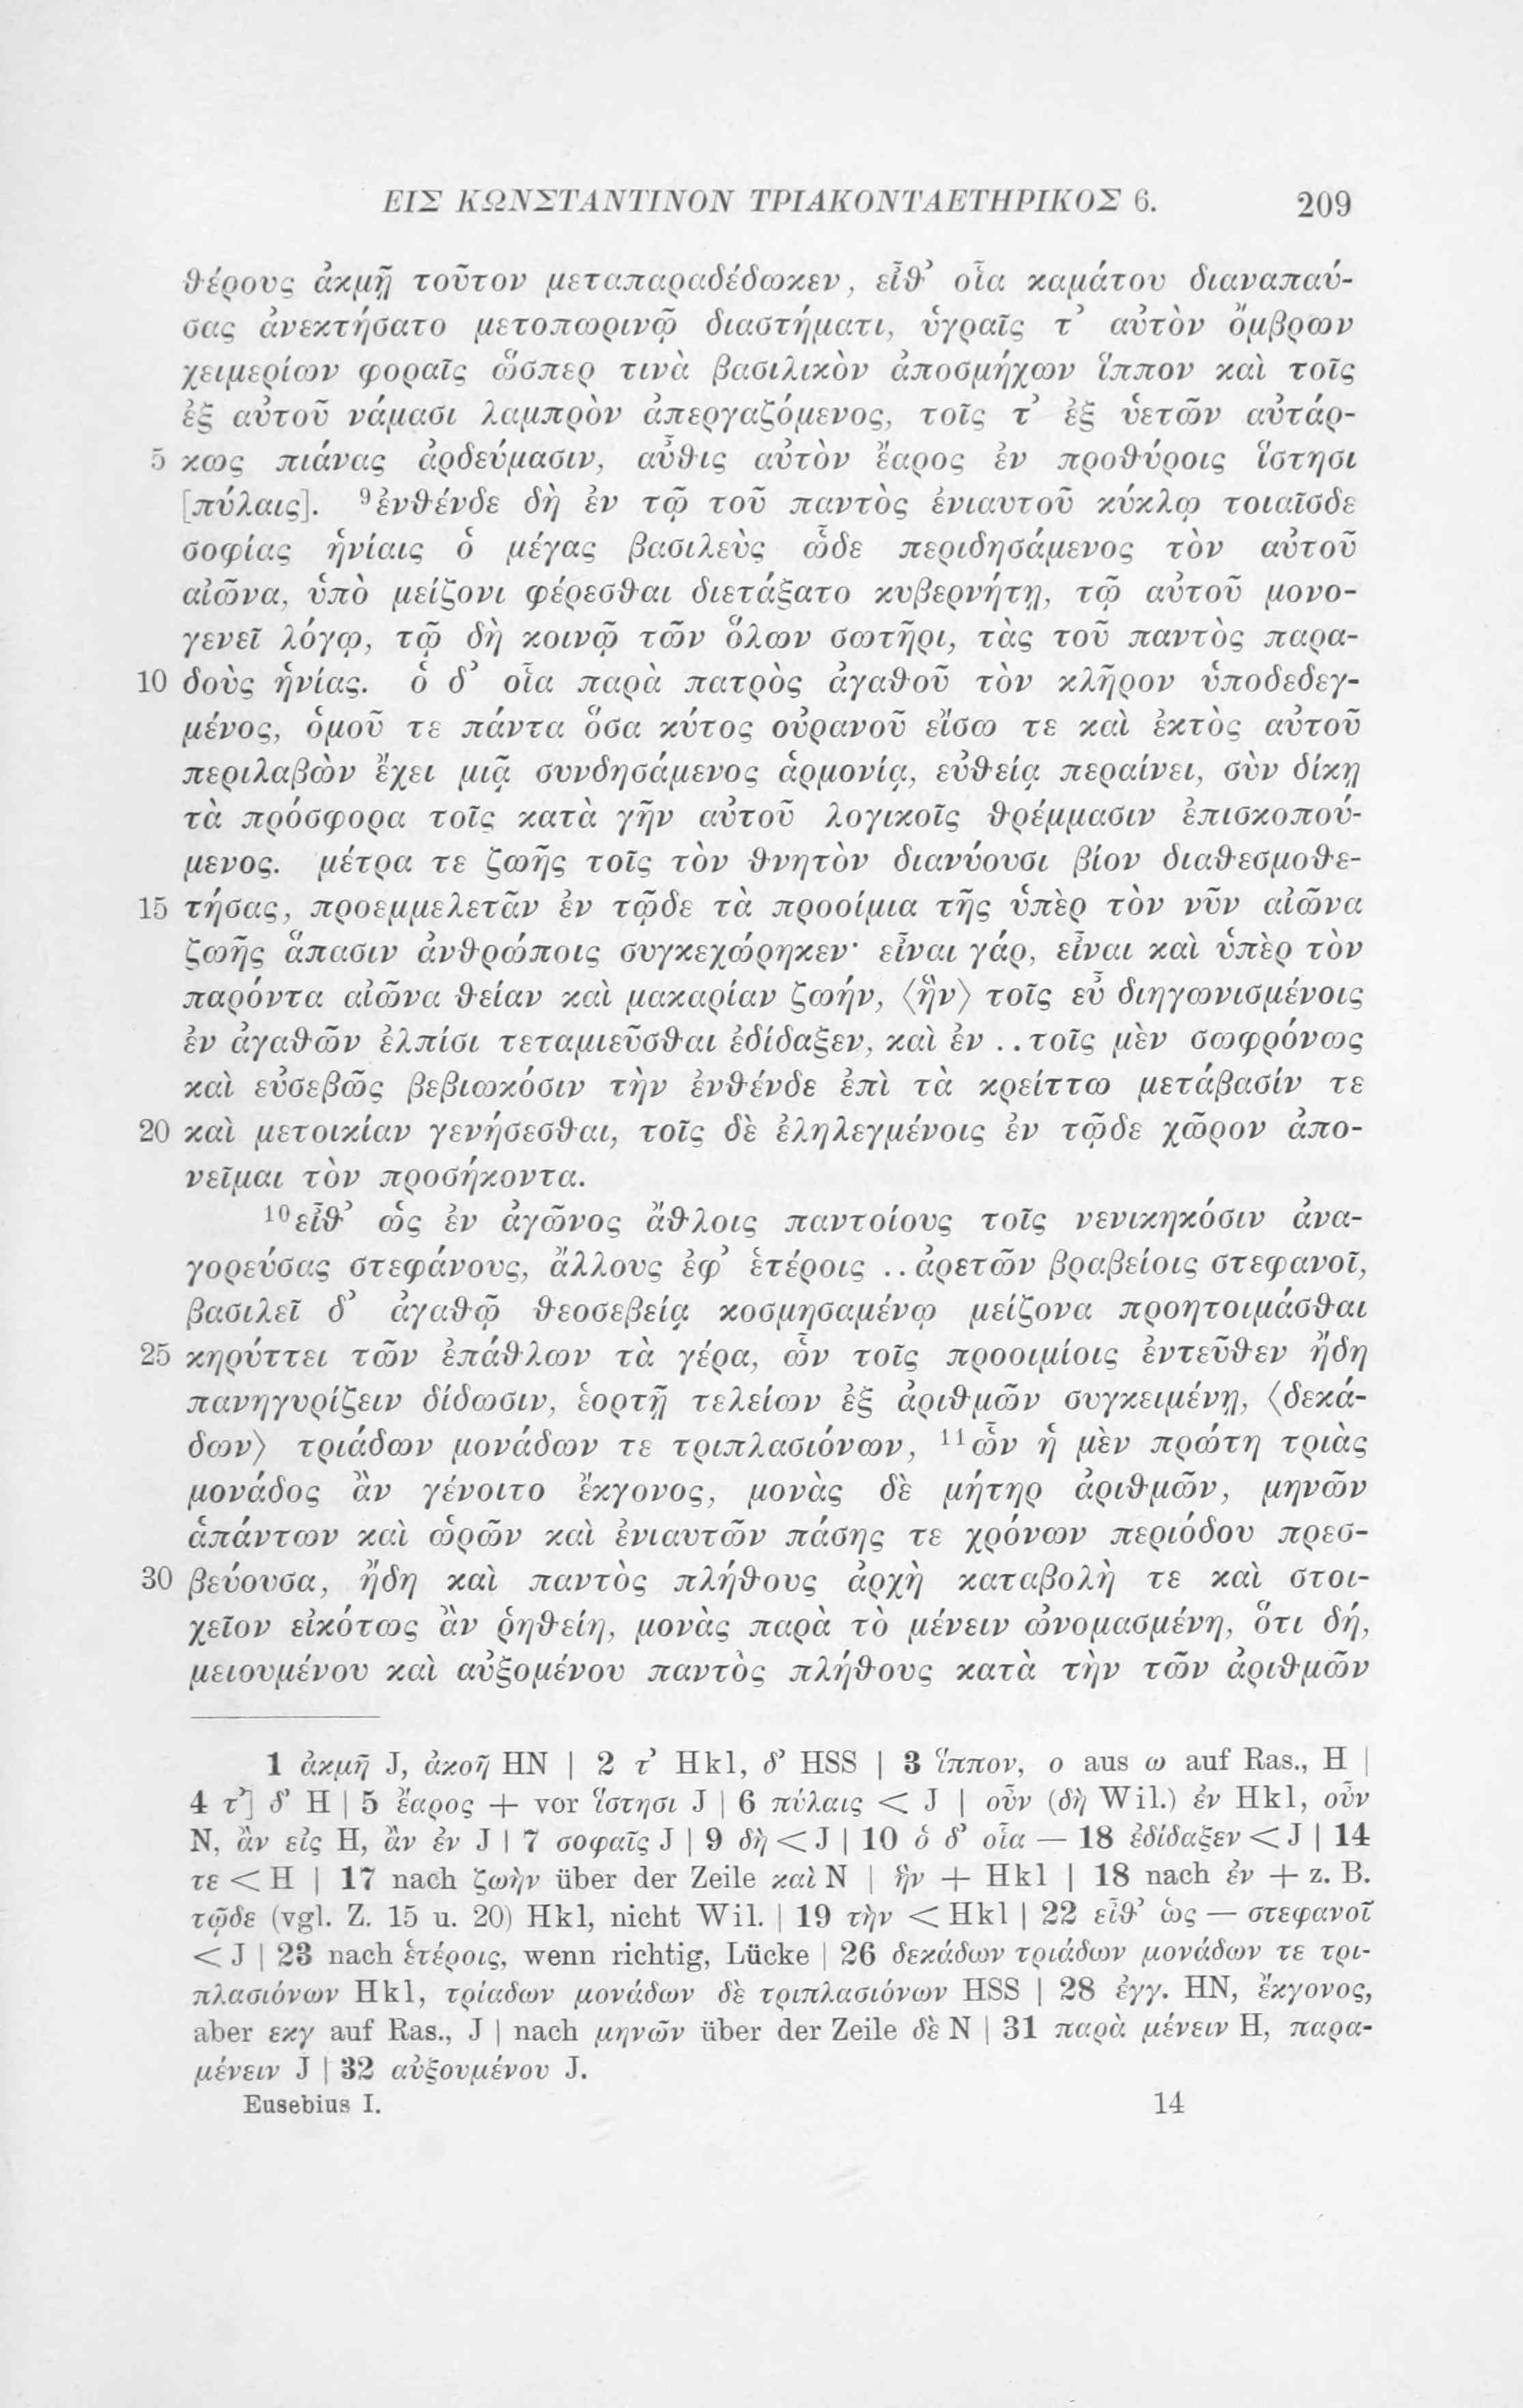 ΕΙΣ ΚΩΝΣΤΑΝΤΙΝΟΝ ΤΡΙΑΚΟΝΤΑΕΤΗΡΙΚΟΣ 6. 209
θέρους ἀκμῇ τοῦτον μεταπαραδέδωκεν, εἶθ’ οἷα καμάτου διαναπαύ-
σας ἀνεκτήσατο μετοπωρινῷ διαστήματι, ὑγραῖς τ’ αὐτὸν ὄμβρων
χειμερίων φοραῖς ὥσπερ τινὰ βασιλικὸν ἀποσμήχων ἵππον καὶ τοῖς
ἐξ αὐτοῦ νάμασι λαμπρὸν ἀπεργαζόμενος, τοῖς τ’ ἐξ ὑετῶν αὐτάρ-
5 κως πιάνας ἀρδεύμασιν, αὖθις αὐτὸν ἔαρος ἐν προθύροις ἵστησι
[πύλαις]. ⁹ἐνθένδε δὴ ἐν τῷ τοῦ παντὸς ἐνιαυτοῦ κύκλῳ τοιαῖσδε
σοφίας ἡνίαις ὁ μέγας βασιλεὺς ὧδε περιδησάμενος τὸν αὐτοῦ
αἰῶνα, ὑπὸ μείζονι φέρεσθαι διετάξατο κυβερνήτῃ, τῷ αὐτοῦ μονο-
γενεῖ λόγῳ, τῷ δὴ κοινῷ τῶν ὅλων σωτῆρι, τὰς τοῦ παντὸς παρα-
10 δοὺς ἡνίας. ὁ δ’ οἷα παρὰ πατρὸς ἀγαθοῦ τὸν κλῆρον ὑποδεδεγ-
μένος, ὁμοῦ τε πάντα ὅσα κύτος οὐρανοῦ εἴσω τε καὶ ἐκτὸς αὐτοῦ
περιλαβὼν ἔχει μιᾷ συνδησάμενος ἁρμονίᾳ, εὐθείᾳ περαίνει, σὺν δίκῃ
τὰ πρόσφορα τοῖς κατὰ γῆν αὐτοῦ λογικοῖς θρέμμασιν ἐπισκοπού-
μενος. μέτρα τε ζωῆς τοῖς τὸν θνητὸν διανύουσι βίον διαθεσμοθε-
15 τήσας, προεμμελετᾶν ἐν τῷδε τὰ προοίμια τῆς ὑπὲρ τὸν νῦν αἰῶνα
ζωῆς ἅπασιν ἀνθρώποις συγκεχώρηκεν· εἶναι γάρ, εἶναι καὶ ὑπὲρ τὸν
παρόντα αἰῶνα θείαν καὶ μακαρίαν ζωήν, ⟨ἣν⟩ τοῖς εὖ διηγωνισμένοις
ἐν ἀγαθῶν ἐλπίσι τεταμιεῦσθαι ἐδίδαξεν, καὶ ἐν ..τοῖς μὲν σωφρόνως
καὶ εὐσεβῶς βεβιωκόσιν τὴν ἐνθένδε ἐπὶ τὰ κρείττω μετάβασίν τε
20 καὶ μετοικίαν γενήσεσθαι, τοῖς δὲ ἐληλεγμένοις ἐν τῷδε χῶρον ἀπο-
νεῖμαι τὸν προσήκοντα.
¹⁰εἶθ’ ὡς ἐν ἀγῶνος ἄθλοις παντοίους τοῖς νενικηκόσιν ἀνα-
γορεύσας στεφάνους, ἄλλους ἐφ’ ἑτέροις ..ἀρετῶν βραβείοις στεφανοῖ,
βασιλεῖ δ’ ἀγαθῷ θεοσεβείᾳ κοσμησαμένῳ μείζονα προητοιμάσθαι
25 κηρύττει τῶν ἐπάθλων τὰ γέρα, ὧν τοῖς προοιμίοις ἐντεῦθεν ἤδη
πανηγυρίζειν δίδωσιν, ἑορτῇ τελείων ἐξ ἀριθμῶν συγκειμένῃ, ⟨δεκά-
δων⟩ τριάδων μονάδων τε τριπλασιόνων, ¹¹ὧν ἡ μὲν πρώτη τριὰς
μονάδος ἂν γένοιτο ἔκγονος, μονὰς δὲ μήτηρ ἀριθμῶν, μηνῶν
ἁπάντων καὶ ὡρῶν καὶ ἐνιαυτῶν πάσης τε χρόνων περιόδου πρεσ-
30 βεύουσα, ἤδη καὶ παντὸς πλήθους ἀρχὴ καταβολὴ τε καὶ στοι-
χεῖον εἰκότως ἂν ῥηθείη, μονὰς παρὰ τὸ μένειν ὠνομασμένη, ὅτι δή,
μειουμένου καὶ αὐξομένου παντὸς πλήθους κατὰ τὴν τῶν ἀριθμῶν
1 ἀκμῇ J, ἀκοῇ HN | 2 τ’ Hkl, δ’ HSS | 3 ἵππον, ο aus ω auf Ras., H |
4 τ’] δ’ H | 5 ἔαρος + vor ἵστησι J | 6 πύλαις < J | οὖν (δὴ Wil.) ἐν Hkl, οὖν
N, ἂν εἰς H, ἂν ἐν J | 7 σοφαῖς J | 9 δὴ < J | 10 ὁ δ’ οἷα — 18 ἐδίδαξεν < J | 14
τε < H | 17 nach ζωὴν über der Zeile καὶ N | ἣν + Hkl | 18 nach ἐν + z. B.
τῷδε (vgl. Z. 15 u. 20) Hkl, nicht Wil. | 19 τὴν < Hkl | 22 εἶθ’ ὡς — στεφανοῖ
< J | 23 nach ἑτέροις, wenn richtig, Lücke | 26 δεκάδων τριάδων μονάδων τε τρι-
πλασιόνων Hkl, τρίαδων μονάδων δὲ τριπλασιόνων HSS | 28 ἐγγ. HN, ἔκγονος,
aber εκγ auf Ras., J | nach μηνῶν über der Zeile δὲ N | 31 παρὰ μένειν H, παρα-
μένειν J | 32 αὐξουμένου J.
Eusebius I. 14